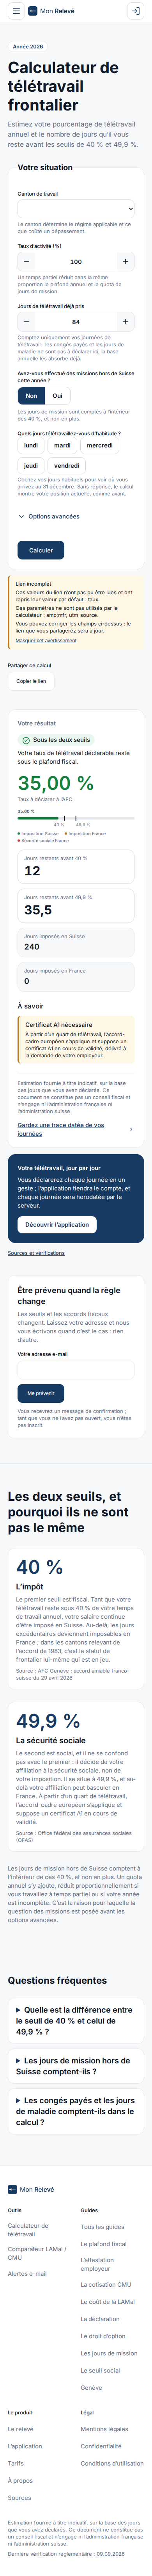 Mon Relevé
Année 2026
Calculateur de
télétravail
frontalier
Estimez votre pourcentage de télétravail
annuel et le nombre de jours qu'il vous
reste avant les seuils de 40 % et 49,9 %.
Votre situation
Canton de travail
Le canton détermine le régime applicable et ce
que coûte un dépassement.
Taux d'activité (%)
− 100 +
Un temps partiel réduit dans la même
proportion le plafond annuel et le quota de
jours de mission.
Jours de télétravail déjà pris
− 84 +
Comptez uniquement vos journées de
télétravail : les congés payés et les jours de
maladie ne sont pas à déclarer ici, la base
annuelle les absorbe déjà.
Avez-vous effectué des missions hors de Suisse
cette année ?
Non Oui
Les jours de mission sont comptés à l'intérieur
des 40 %, et non en plus.
Quels jours télétravaillez-vous d'habitude ?
lundi mardi mercredi
jeudi vendredi
Cochez vos jours habituels pour voir où vous
arrivez au 31 décembre. Sans réponse, le calcul
montre votre position actuelle, comme avant.
Options avancées
Calculer
Lien incomplet
Ces valeurs du lien n'ont pas pu être lues et ont
repris leur valeur par défaut : taux.
Ces paramètres ne sont pas utilisés par le
calculateur : amp;mfr, utm_source.
Vous pouvez corriger les champs ci-dessus ; le
lien que vous partagerez sera à jour.
Masquer cet avertissement
Partager ce calcul
Copier le lien
Votre résultat
Sous les deux seuils
Votre taux de télétravail déclarable reste
sous le plafond fiscal.
35,00 %
Taux à déclarer à l'AFC
35,00 %
40 % 49,9 %
Imposition Suisse Imposition France
Sécurité sociale France
Jours restants avant 40 %
12
Jours restants avant 49,9 %
35,5
Jours imposés en Suisse
240
Jours imposés en France
0
À savoir
Certificat A1 nécessaire
À partir d'un quart de télétravail, l'accord-
cadre européen s'applique et suppose un
certificat A1 en cours de validité, délivré à
la demande de votre employeur.
Estimation fournie à titre indicatif, sur la base
des jours que vous avez déclarés. Ce
document ne constitue pas un conseil fiscal et
n'engage ni l'administration française ni
l'administration suisse.
Gardez une trace datée de vos
journées
Votre télétravail, jour par jour
Vous déclarez chaque journée en un
geste ; l'application tiendra le compte, et
chaque journée sera horodatée par le
serveur.
Découvrir l'application
Sources et vérifications
Être prévenu quand la règle
change
Les seuils et les accords fiscaux
changent. Laissez votre adresse et nous
vous écrivons quand c'est le cas : rien
d'autre.
Votre adresse e-mail
Me prévenir
Vous recevrez un message de confirmation ;
tant que vous ne l'avez pas ouvert, vous n'êtes
pas inscrit.
Les deux seuils, et
pourquoi ils ne sont
pas le même
40 %
L'impôt
Le premier seuil est fiscal. Tant que votre
télétravail reste sous 40 % de votre temps
de travail annuel, votre salaire continue
d'être imposé en Suisse. Au-delà, les jours
excédentaires deviennent imposables en
France ; dans les cantons relevant de
l'accord de 1983, c'est le statut de
frontalier lui-même qui est en jeu.
Source : AFC Genève ; accord amiable franco-
suisse du 29 avril 2026
49,9 %
La sécurité sociale
Le second est social, et il ne se confond
pas avec le premier : il décide de votre
affiliation à la sécurité sociale, non de
votre imposition. Il se situe à 49,9 %, et au-
delà une affiliation peut basculer en
France. À partir d'un quart de télétravail,
l'accord-cadre européen s'applique et
suppose un certificat A1 en cours de
validité.
Source : Office fédéral des assurances sociales
(OFAS)
Les jours de mission hors de Suisse comptent à
l'intérieur de ces 40 %, et non en plus. Un quota
annuel s'y ajoute, réduit proportionnellement si
vous travaillez à temps partiel ou si votre année
est incomplète. C'est la raison pour laquelle la
question des missions est posée avant les
options avancées.
Questions fréquentes
Quelle est la différence entre
le seuil de 40 % et celui de
49,9 % ?
Les jours de mission hors de
Suisse comptent-ils ?
Les congés payés et les jours
de maladie comptent-ils dans le
calcul ?
Mon Relevé
Outils
Calculateur de
télétravail
Comparateur LAMal /
CMU
Alertes e-mail
Guides
Tous les guides
Le plafond fiscal
L'attestation
employeur
La cotisation CMU
Le coût de la LAMal
La déclaration
Le droit d'option
Les jours de mission
Le seuil social
Genève
Le produit
Le relevé
L'application
Tarifs
À propos
Sources
Légal
Mentions légales
Confidentialité
Conditions d'utilisation
Estimation fournie à titre indicatif, sur la base des
jours que vous avez déclarés. Ce document ne constitue pas
un conseil fiscal et n'engage ni l'administration française ni
l'administration suisse.
Dernière vérification réglementaire : 09.09.2026